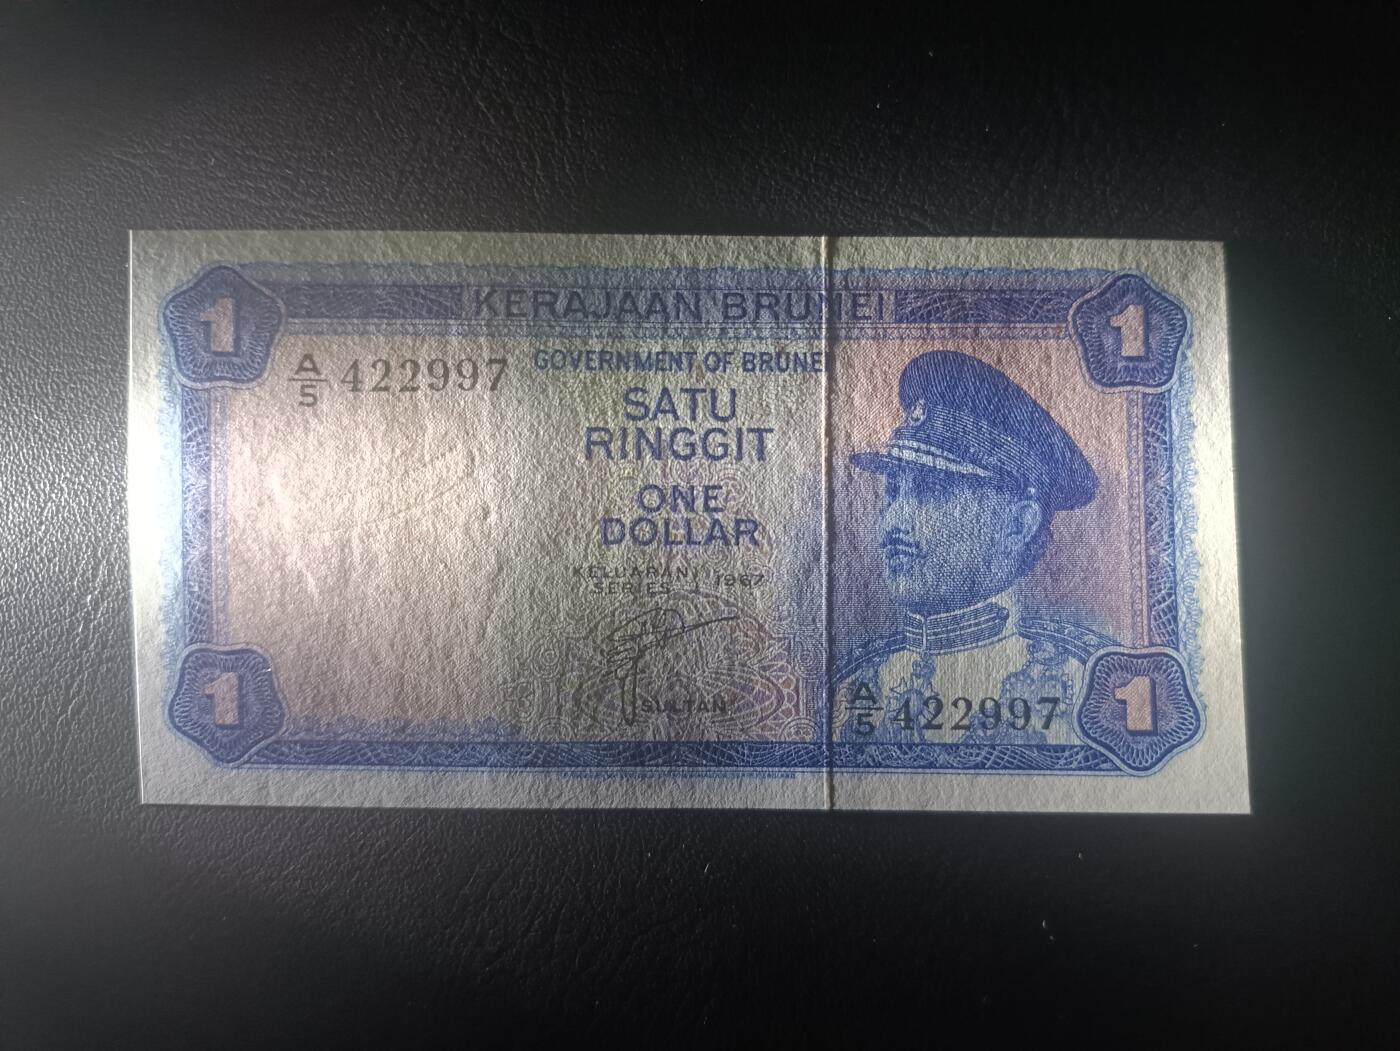 1
KERAJAAN BRUNEI
1
A/5 422997
GOVERNMENT OF BRUNEI
SATU
RINGGIT
ONE
DOLLAR
KELUARAN
SERIES 1967
SULTAN
A/5 422997
1
1